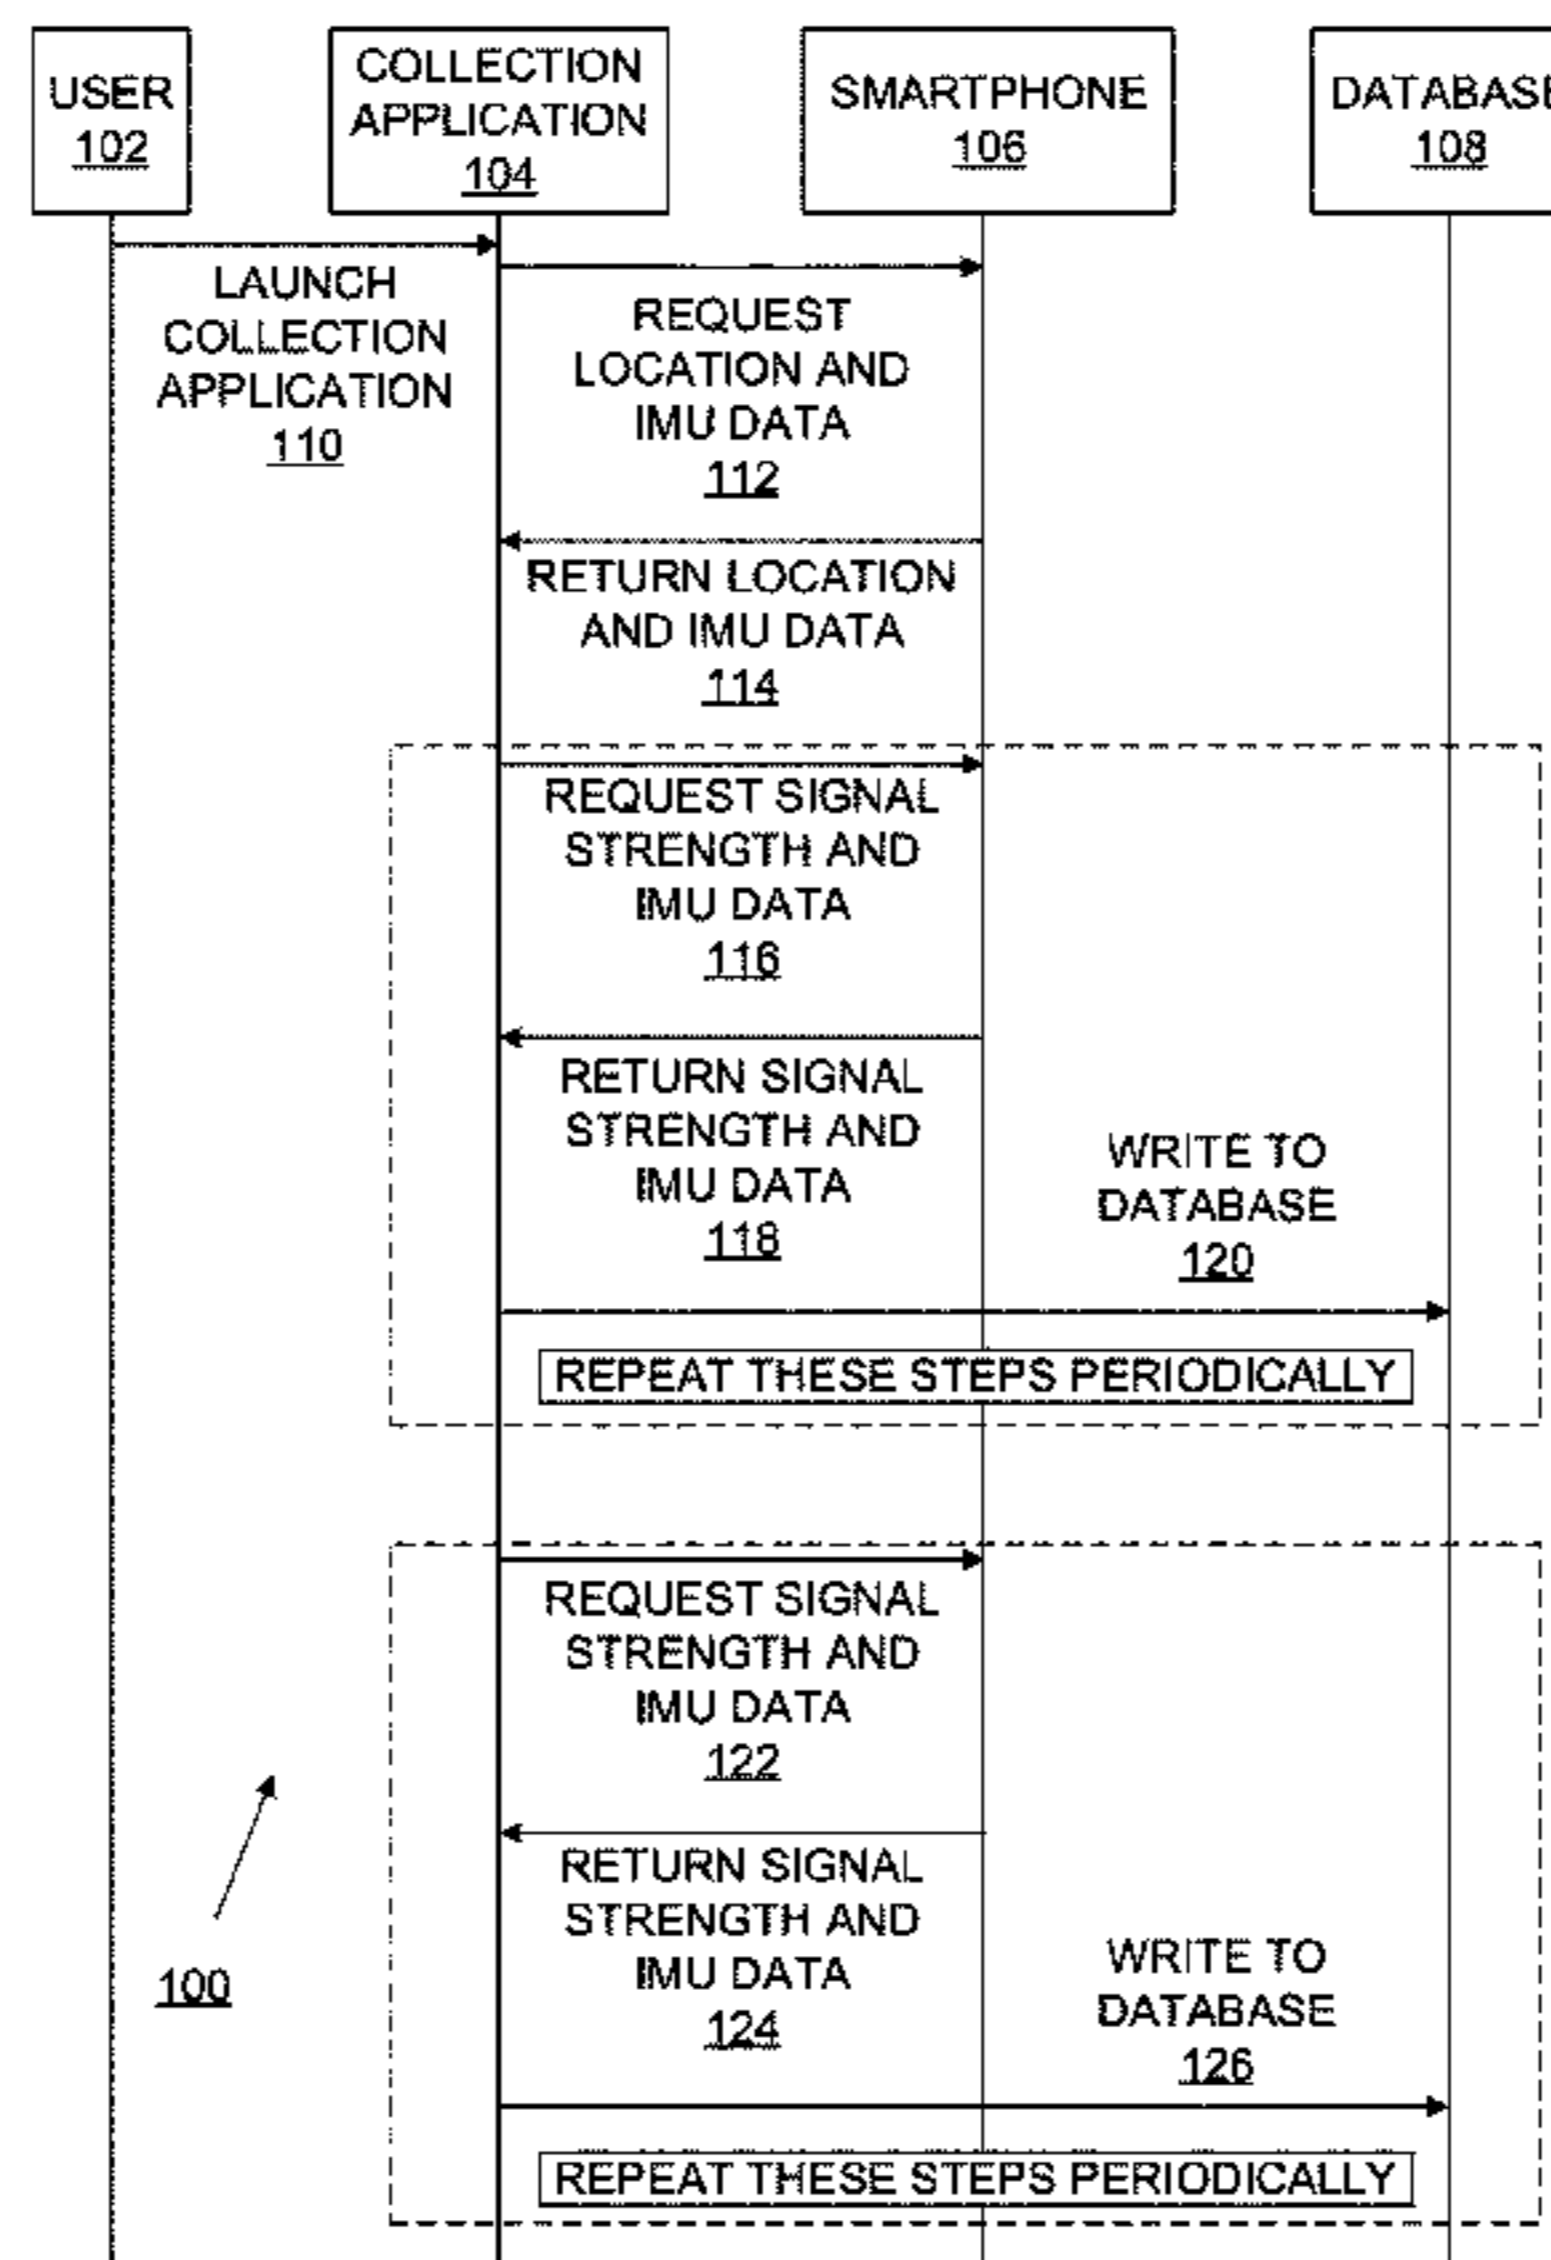 USER
102
COLLECTION
APPLICATION
104
SMARTPHONE
106
DATABASE
108
LAUNCH
COLLECTION
APPLICATION
110
REQUEST
LOCATION AND
IMU DATA
112
RETURN LOCATION
AND IMU DATA
114
REQUEST SIGNAL
STRENGTH AND
IMU DATA
116
RETURN SIGNAL
STRENGTH AND
IMU DATA
118
WRITE TO
DATABASE
120
REPEAT THESE STEPS PERIODICALLY
REQUEST SIGNAL
STRENGTH AND
IMU DATA
122
RETURN SIGNAL
STRENGTH AND
IMU DATA
124
WRITE TO
DATABASE
126
100
REPEAT THESE STEPS PERIODICALLY